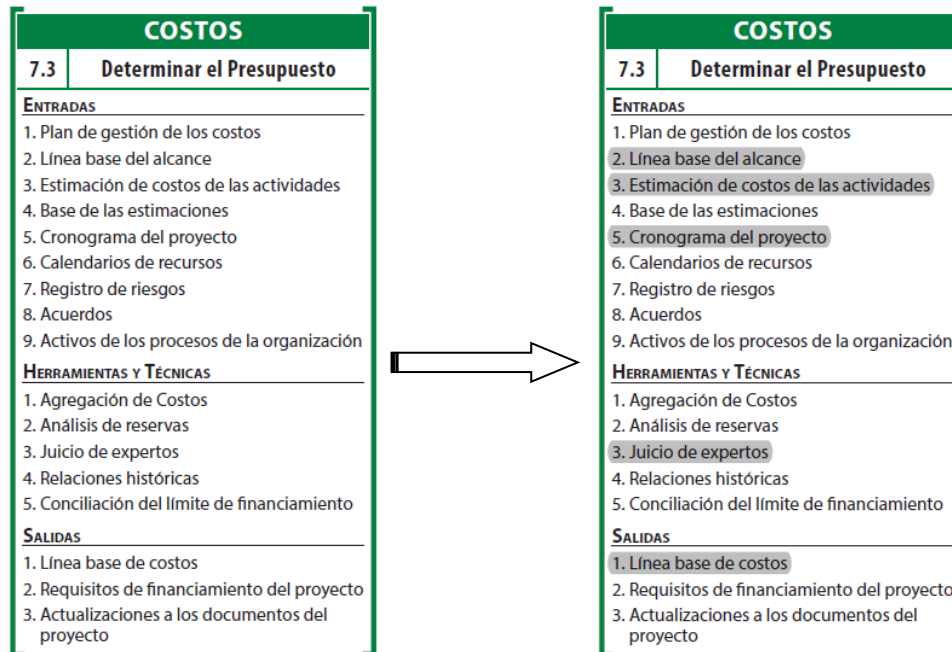 COSTOS
7.3 Determinar el Presupuesto
ENTRADAS
1. Plan de gestión de los costos
2. Línea base del alcance
3. Estimación de costos de las actividades
4. Base de las estimaciones
5. Cronograma del proyecto
6. Calendarios de recursos
7. Registro de riesgos
8. Acuerdos
9. Activos de los procesos de la organización
HERRAMIENTAS Y TÉCNICAS
1. Agregación de Costos
2. Análisis de reservas
3. Juicio de expertos
4. Relaciones históricas
5. Conciliación del límite de financiamiento
SALIDAS
1. Línea base de costos
2. Requisitos de financiamiento del proyecto
3. Actualizaciones a los documentos del
proyecto
COSTOS
7.3 Determinar el Presupuesto
ENTRADAS
1. Plan de gestión de los costos
2. Línea base del alcance
3. Estimación de costos de las actividades
4. Base de las estimaciones
5. Cronograma del proyecto
6. Calendarios de recursos
7. Registro de riesgos
8. Acuerdos
9. Activos de los procesos de la organización
HERRAMIENTAS Y TÉCNICAS
1. Agregación de Costos
2. Análisis de reservas
3. Juicio de expertos
4. Relaciones históricas
5. Conciliación del límite de financiamiento
SALIDAS
1. Línea base de costos
2. Requisitos de financiamiento del proyecto
3. Actualizaciones a los documentos del
proyecto